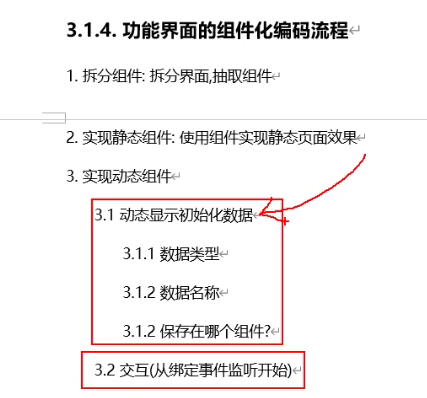 3.1.4. 功能界面的组件化编码流程
1. 拆分组件: 拆分界面,抽取组件
2. 实现静态组件: 使用组件实现静态页面效果
3. 实现动态组件
3.1 动态显示初始化数据
3.1.1 数据类型
3.1.2 数据名称
3.1.2 保存在哪个组件?
3.2 交互(从绑定事件监听开始)